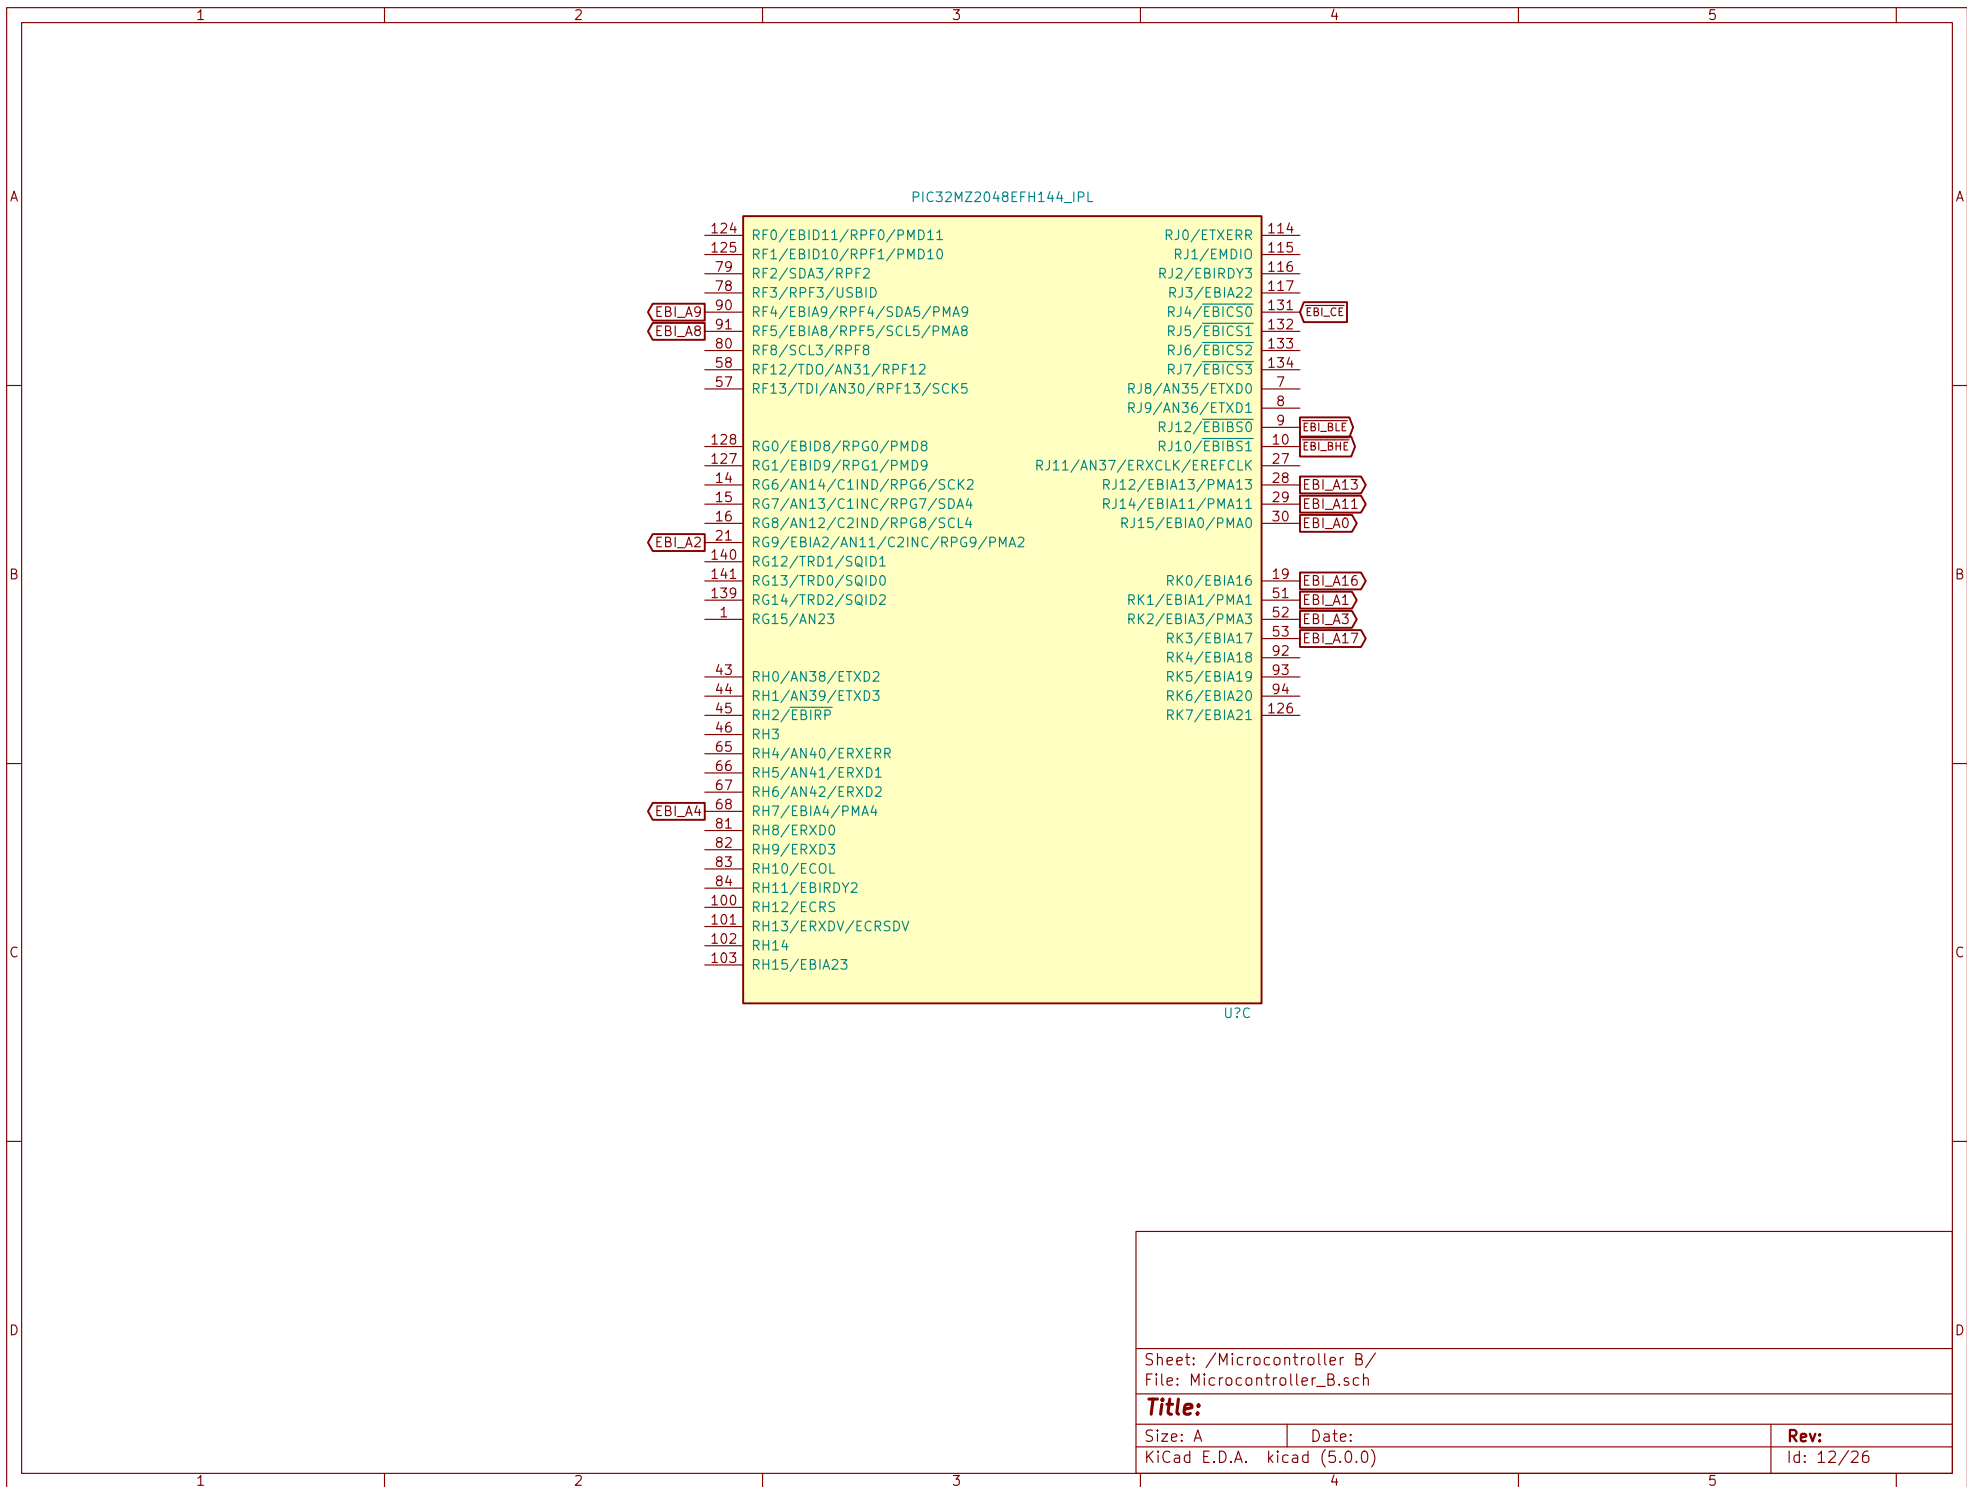 1 2 3 4 5
A A
B B
C C
D D
PIC32MZ2048EFH144_IPL
124 RF0/EBID11/RPF0/PMD11
125 RF1/EBID10/RPF1/PMD10
79 RF2/SDA3/RPF2
78 RF3/RPF3/USBID
EBI_A9 90 RF4/EBIA9/RPF4/SDA5/PMA9
EBI_A8 91 RF5/EBIA8/RPF5/SCL5/PMA8
80 RF8/SCL3/RPF8
58 RF12/TDO/AN31/RPF12
57 RF13/TDI/AN30/RPF13/SCK5
128 RG0/EBID8/RPG0/PMD8
127 RG1/EBID9/RPG1/PMD9
14 RG6/AN14/C1IND/RPG6/SCK2
15 RG7/AN13/C1INC/RPG7/SDA4
16 RG8/AN12/C2IND/RPG8/SCL4
EBI_A2 21 RG9/EBIA2/AN11/C2INC/RPG9/PMA2
140 RG12/TRD1/SQID1
141 RG13/TRD0/SQID0
139 RG14/TRD2/SQID2
1 RG15/AN23
43 RH0/AN38/ETXD2
44 RH1/AN39/ETXD3
45 RH2/EBIRP
46 RH3
65 RH4/AN40/ERXERR
66 RH5/AN41/ERXD1
67 RH6/AN42/ERXD2
EBI_A4 68 RH7/EBIA4/PMA4
81 RH8/ERXD0
82 RH9/ERXD3
83 RH10/ECOL
84 RH11/EBIRDY2
100 RH12/ECRS
101 RH13/ERXDV/ECRSDV
102 RH14
103 RH15/EBIA23
RJ0/ETXERR 114
RJ1/EMDIO 115
RJ2/EBIRDY3 116
RJ3/EBIA22 117
RJ4/EBICS0 131 EBI_CE
RJ5/EBICS1 132
RJ6/EBICS2 133
RJ7/EBICS3 134
RJ8/AN35/ETXD0 7
RJ9/AN36/ETXD1 8
RJ12/EBIBS0 9 EBI_BLE
RJ10/EBIBS1 10 EBI_BHE
RJ11/AN37/ERXCLK/EREFCLK 27
RJ12/EBIA13/PMA13 28 EBI_A13
RJ14/EBIA11/PMA11 29 EBI_A11
RJ15/EBIA0/PMA0 30 EBI_A0
RK0/EBIA16 19 EBI_A16
RK1/EBIA1/PMA1 51 EBI_A1
RK2/EBIA3/PMA3 52 EBI_A3
RK3/EBIA17 53 EBI_A17
RK4/EBIA18 92
RK5/EBIA19 93
RK6/EBIA20 94
RK7/EBIA21 126
U?C
Sheet: /Microcontroller B/
File: Microcontroller_B.sch
Title:
Size: A Date: Rev:
KiCad E.D.A. kicad (5.0.0) Id: 12/26
1 2 3 4 5